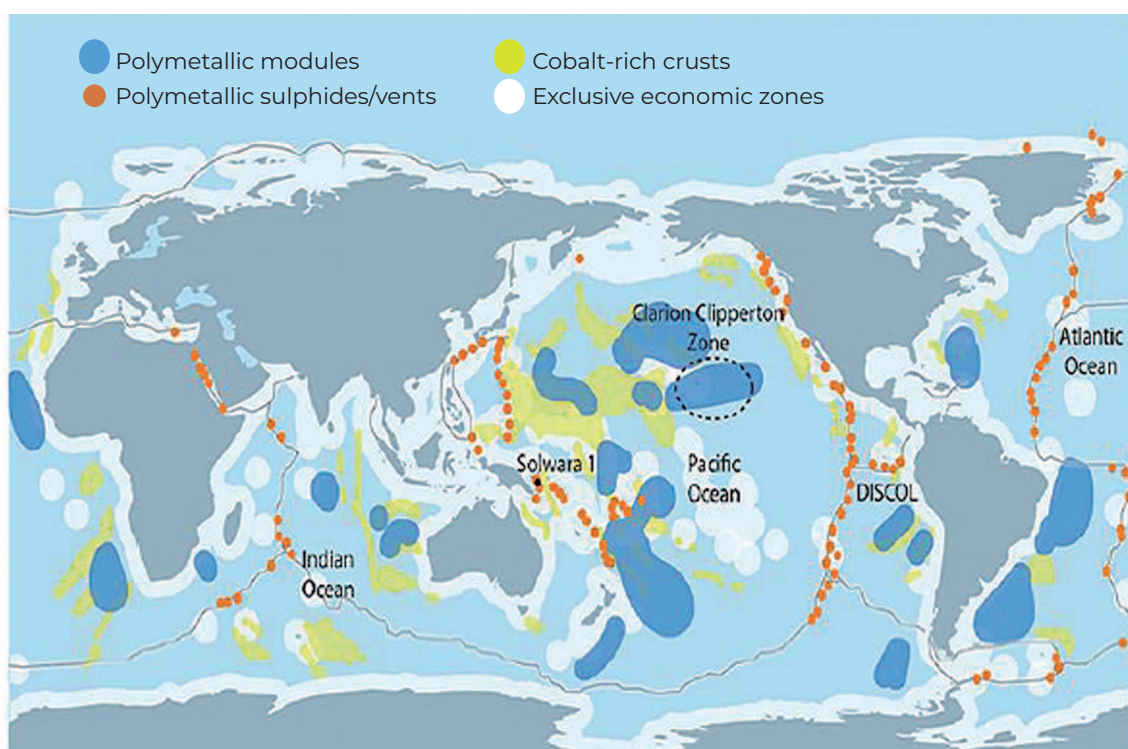 Polymetallic modules
Cobalt-rich crusts
Polymetallic sulphides/vents
Exclusive economic zones
Clarion Clipperton
Zone
Atlantic
Ocean
Solwara 1
Pacific
Ocean
DISCOL
Indian
Ocean